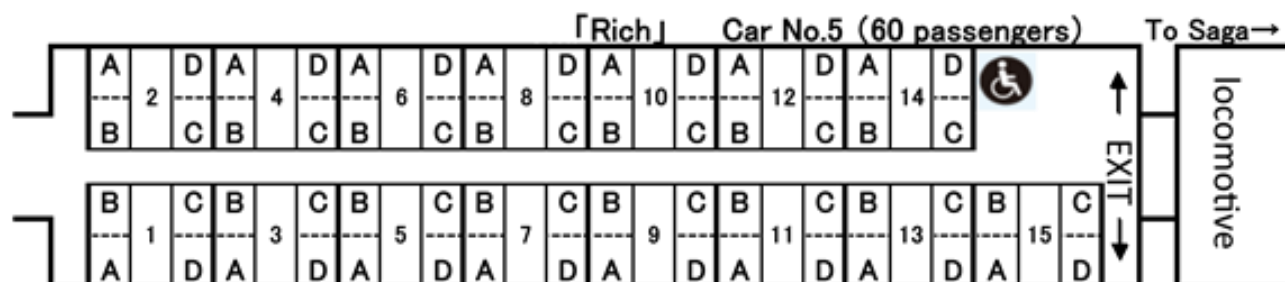 「Rich」 Car No.5 (60 passengers) To Saga→
A D A D A D A D A D A D A D
2 4 6 8 10 12 14
B C B C B C B C B C B C B C
EXIT
locomotive
B C B C B C B C B C B C B C B C
1 3 5 7 9 11 13 15
A D A D A D A D A D A D A D A D